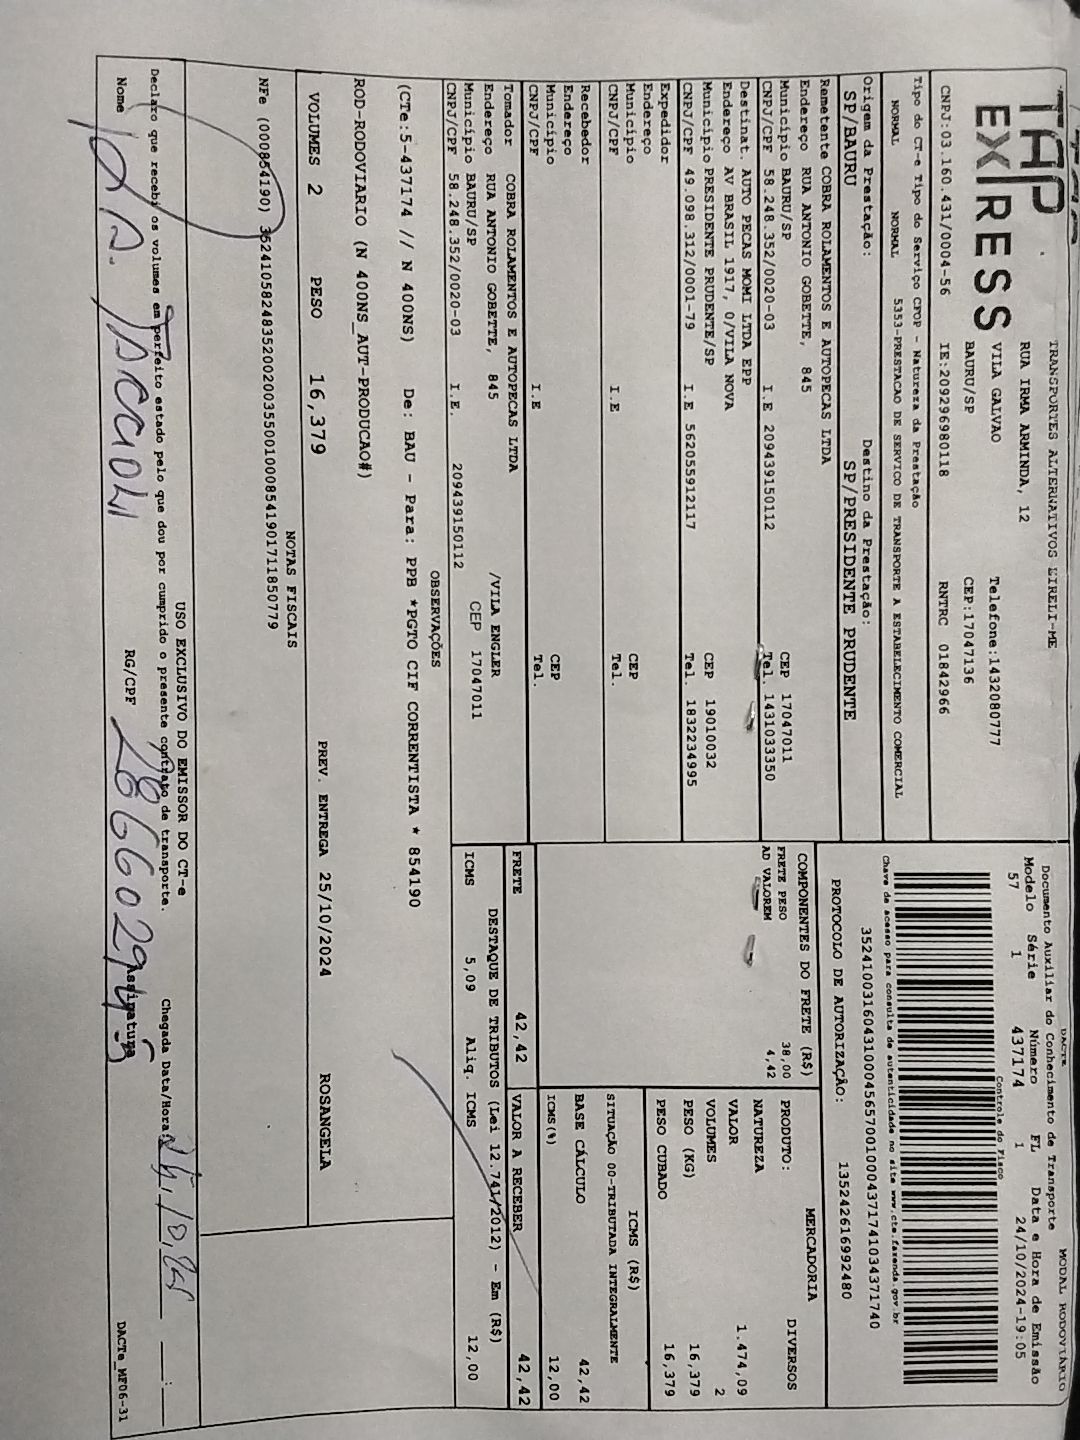 TAP
EXPRESS
TRANSPORTES ALTERNATIVOS EIRELI-ME
RUA IRMA ARMINDA, 12
VILA GALVAO
Telefone:1432080777
BAURU/SP
CEP:17047136
CNPJ:03.160.431/0004-56 IE:209296980118 RNTRC 01842966
Tipo do CT-e Tipo do Serviço CFOP - Natureza da Prestação
NORMAL NORMAL 5353-PRESTACAO DE SERVICO DE TRANSPORTE A ESTABELECIMENTO COMERCIAL
Origem da Prestação: Destino da Prestação:
SP/BAURU SP/PRESIDENTE PRUDENTE
Remetente COBRA ROLAMENTOS E AUTOPECAS LTDA
Endereço RUA ANTONIO GOBETTE, 845
Município BAURU/SP CEP 17047011
CNPJ/CPF 58.248.352/0020-03 I.E 209439150112 Tel. 1431033350
Destinat. AUTO PECAS MOMI LTDA EPP
Endereço AV BRASIL 1917, 0/VILA NOVA
Município PRESIDENTE PRUDENTE/SP CEP 19010032
CNPJ/CPF 49.098.312/0001-79 I.E 562055912117 Tel. 1832234995
Expedidor
Endereço
Município CEP
CNPJ/CPF I.E Tel.
Recebedor
Endereço
Município CEP
CNPJ/CPF I.E Tel.
Tomador COBRA ROLAMENTOS E AUTOPECAS LTDA
Endereço RUA ANTONIO GOBETTE, 845 /VILA ENGLER
Município BAURU/SP CEP 17047011
CNPJ/CPF 58.248.352/0020-03 I.E. 209439150112
DACTE MODAL RODOVIÁRIO
Documento Auxiliar do Conhecimento de Transporte
Modelo Série Número FL Data e Hora de Emissão
57 1 437174 1 24/10/2024-19:05
Controle do Fisco
Chave de acesso para consulta de autenticidade no site www.cte.fazenda.gov.br
PROTOCOLO DE AUTORIZAÇÃO: 135242616992480
COMPONENTES DO FRETE (R$)
FRETE PESO 38,00
AD VALOREM 4,42
MERCADORIA
PRODUTO: DIVERSOS
NATUREZA
VALOR 1.474,09
VOLUMES 2
PESO (KG) 16,379
PESO CUBADO 16,379
ICMS (R$)
SITUAÇÃO 00-TRIBUTADA INTEGRALMENTE
BASE CÁLCULO 42,42
ICMS(%) 12,00
FRETE 42,42 VALOR A RECEBER 42,42
DESTAQUE DE TRIBUTOS (Lei 12.741/2012) - Em (R$)
ICMS 5,09 Aliq. ICMS 12,00
OBSERVAÇÕES
(CTe:5-437174 // N 400NS) De: BAU - Para: PPB *PGTO CIF CORRENTISTA * 854190
ROD-RODOVIARIO (N 400NS_AUT-PRODUCAO#)
VOLUMES 2 PESO 16,379 PREV. ENTREGA 25/10/2024 ROSANGELA
NOTAS FISCAIS
USO EXCLUSIVO DO EMISSOR DO CT-e
Declaro que recebi os volumes em perfeito estado pelo que dou por cumprido o presente contrato de transporte. Chegada Data/Hora:
Nome RG/CPF Assinatura
DACTe_MF06-31